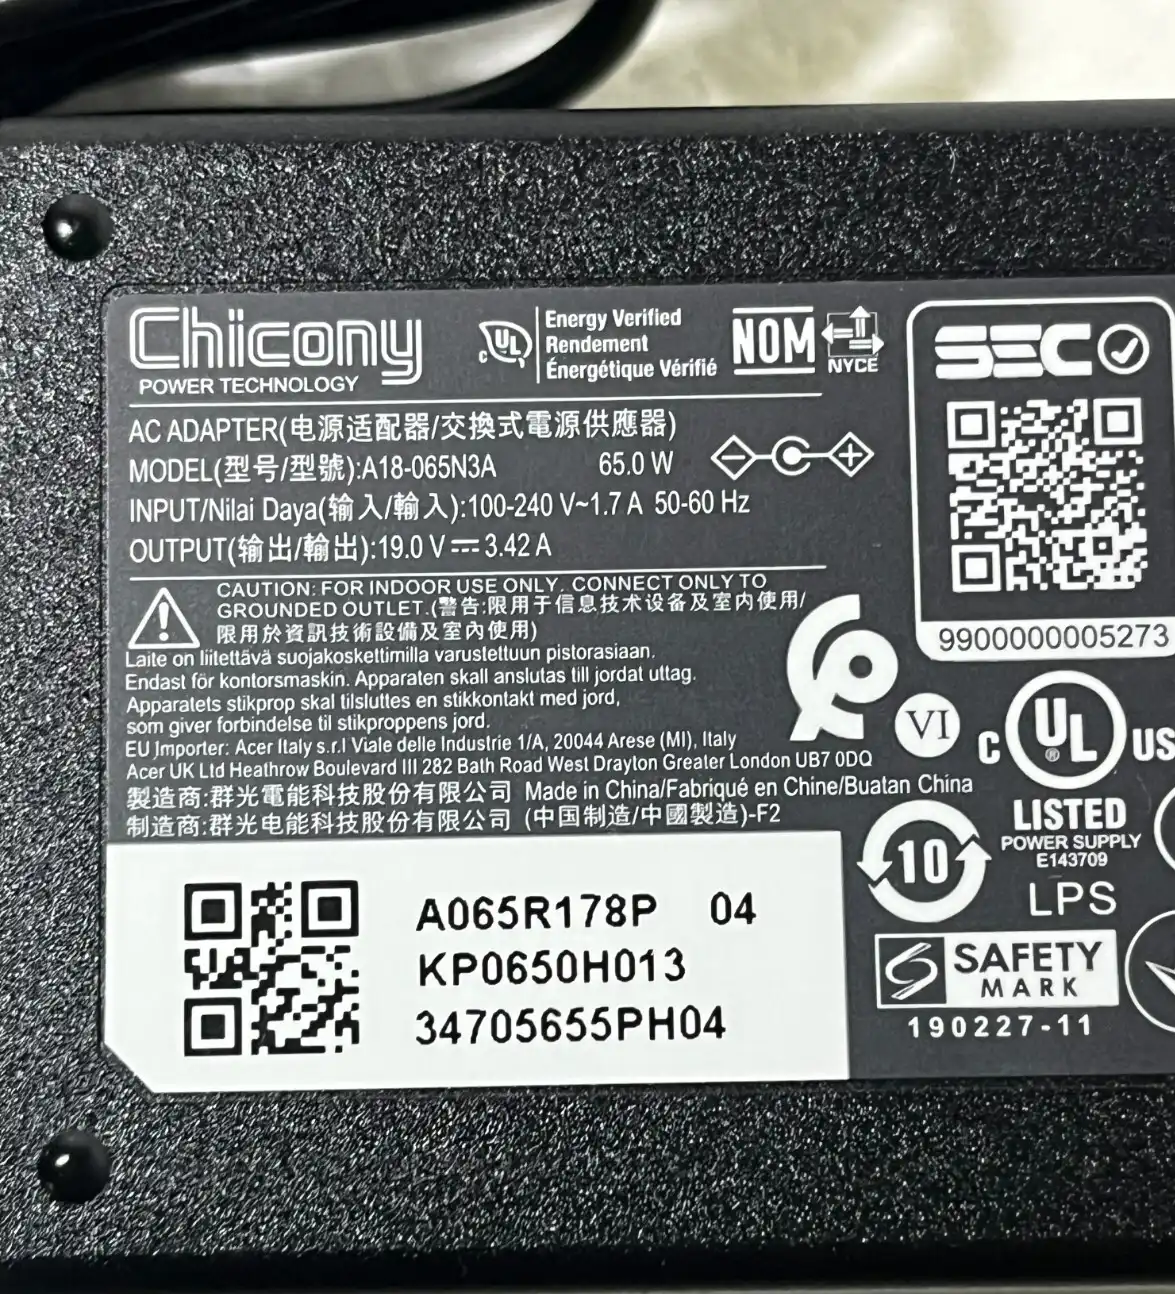 Chicony
POWER TECHNOLOGY
c UL Energy Verified
Rendement
Énergétique Vérifié
NOM
NYCE
SEC
AC ADAPTER(电源适配器/交換式電源供應器)
MODEL(型号/型號):A18-065N3A 65.0 W
INPUT/Nilai Daya(输入/輸入):100-240 V~1.7 A 50-60 Hz
OUTPUT(输出/輸出):19.0 V⎓3.42 A
9900000005273
CAUTION: FOR INDOOR USE ONLY. CONNECT ONLY TO
GROUNDED OUTLET.(警告:限用于信息技术设备及室内使用/
限用於資訊技術設備及室內使用)
Laite on liitettävä suojakoskettimilla varustettuun pistorasiaan.
Endast för kontorsmaskin. Apparaten skall anslutas till jordat uttag.
Apparatets stikprop skal tilsluttes en stikkontakt med jord,
som giver forbindelse til stikproppens jord.
EU Importer: Acer Italy s.r.l Viale delle Industrie 1/A, 20044 Arese (MI), Italy
Acer UK Ltd Heathrow Boulevard III 282 Bath Road West Drayton Greater London UB7 0DQ
製造商:群光電能科技股份有限公司 Made in China/Fabriqué en Chine/Buatan China
制造商:群光电能科技股份有限公司 (中国制造/中國製造)-F2
VI
C UL US
®
LISTED
POWER SUPPLY
E143709
LPS
10
SAFETY
MARK
190227-11
A065R178P 04
KP0650H013
34705655PH04